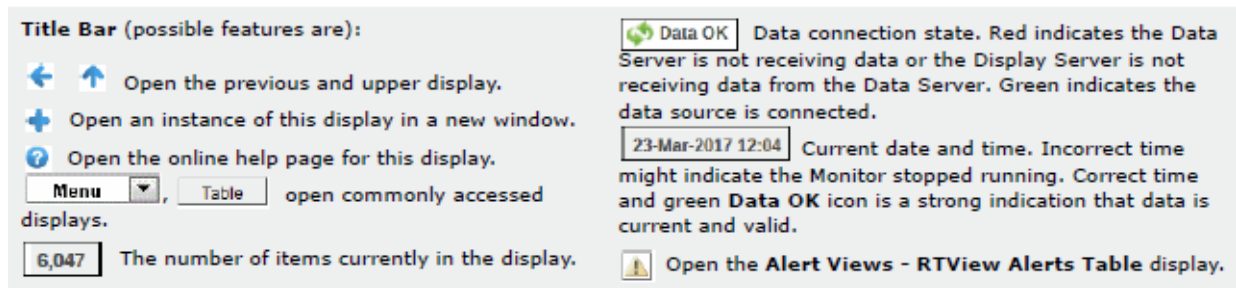 Title Bar (possible features are):
Open the previous and upper display.
Open an instance of this display in a new window.
? Open the online help page for this display.
Menu , Table open commonly accessed
displays.
6,047 The number of items currently in the display.
Data OK Data connection state. Red indicates the Data
Server is not receiving data or the Display Server is not
receiving data from the Data Server. Green indicates the
data source is connected.
23-Mar-2017 12:04 Current date and time. Incorrect time
might indicate the Monitor stopped running. Correct time
and green Data OK icon is a strong indication that data is
current and valid.
Open the Alert Views - RTView Alerts Table display.